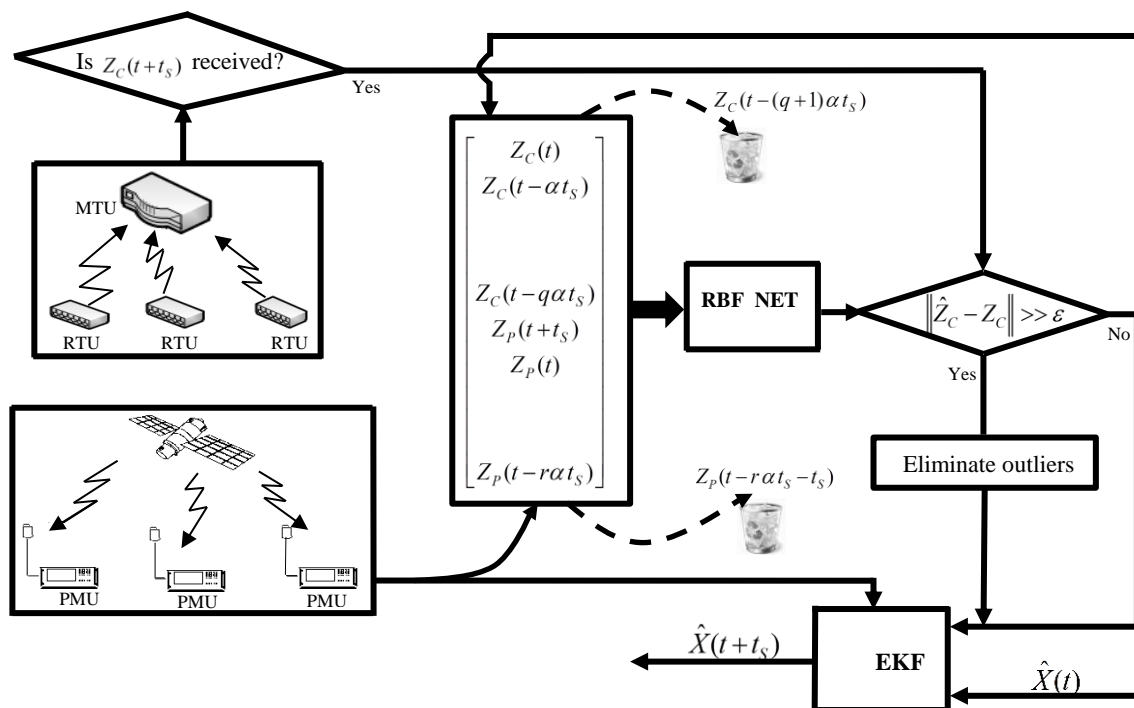 Is Z_C(t+t_S) received?
Yes
MTU
RTU RTU RTU
Z_C(t)
Z_C(t-αt_S)
Z_C(t-qαt_S)
Z_P(t+t_S)
Z_P(t)
Z_P(t-rαt_S)
Z_C(t-(q+1)αt_S)
RBF NET
‖Ẑ_C-Z_C‖>>ε
No
Yes
Eliminate outliers
Z_P(t-rαt_S-t_S)
PMU PMU PMU
X̂(t+t_S)
EKF
X̂(t)